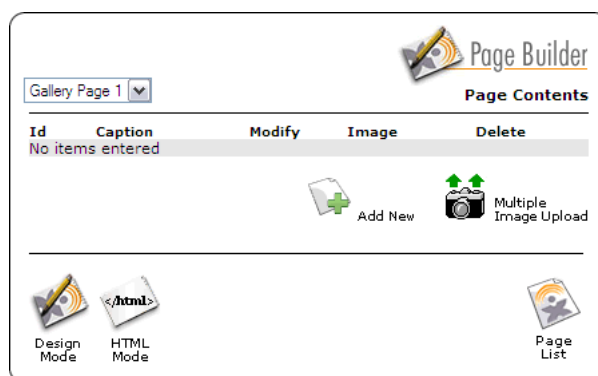 Page Builder
Gallery Page 1
Page Contents
Id Caption Modify Image Delete
No items entered
Add New
Multiple
Image Upload
</html>
Design
Mode
HTML
Mode
Page
List